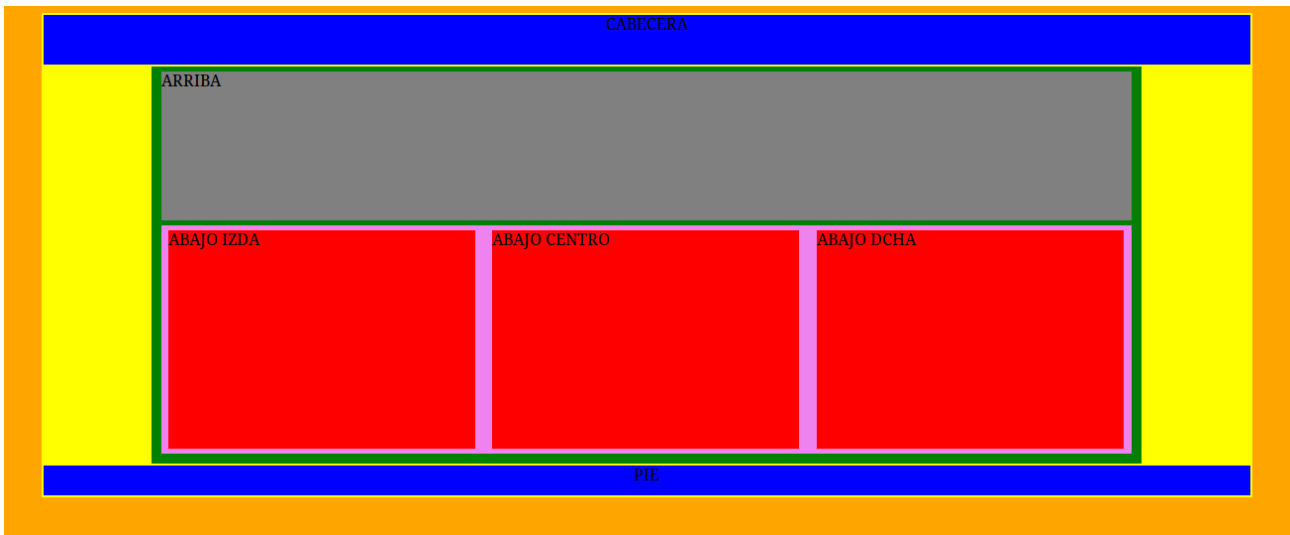 CABECERA
ARRIBA
ABAJO IZDA
ABAJO CENTRO
ABAJO DCHA
PIE